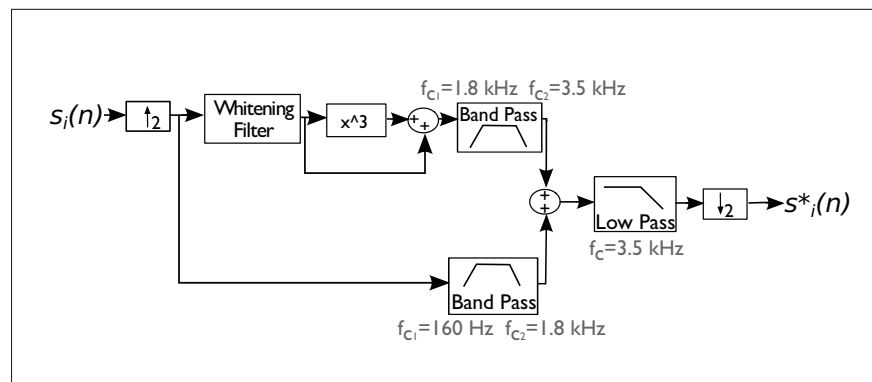 f_C1=1.8 kHz f_C2=3.5 kHz
s_i(n)
↑2
Whitening
Filter
x^3
+
+
Band Pass
+
+
Low Pass
f_C=3.5 kHz
↓2
s*_i(n)
Band Pass
f_C1=160 Hz f_C2=1.8 kHz